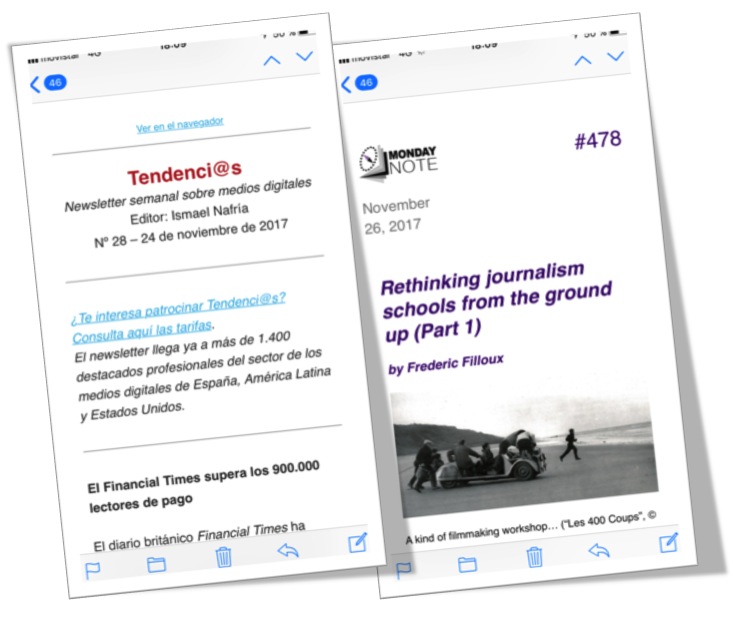 movistar 4G 18:09 50 %
46
Ver en el navegador
Tendenci@s
Newsletter semanal sobre medios digitales
Editor: Ismael Nafría
Nº 28 – 24 de noviembre de 2017
¿Te interesa patrocinar Tendenci@s?
Consulta aquí las tarifas.
El newsletter llega ya a más de 1.400
destacados profesionales del sector de los
medios digitales de España, América Latina
y Estados Unidos.
El Financial Times supera los 900.000
lectores de pago
El diario británico Financial Times ha
movistar 4G 18:09 50 %
46
MONDAY
NOTE
#478
November
26, 2017
Rethinking journalism
schools from the ground
up (Part 1)
by Frederic Filloux
A kind of filmmaking workshop… (“Les 400 Coups”, ©